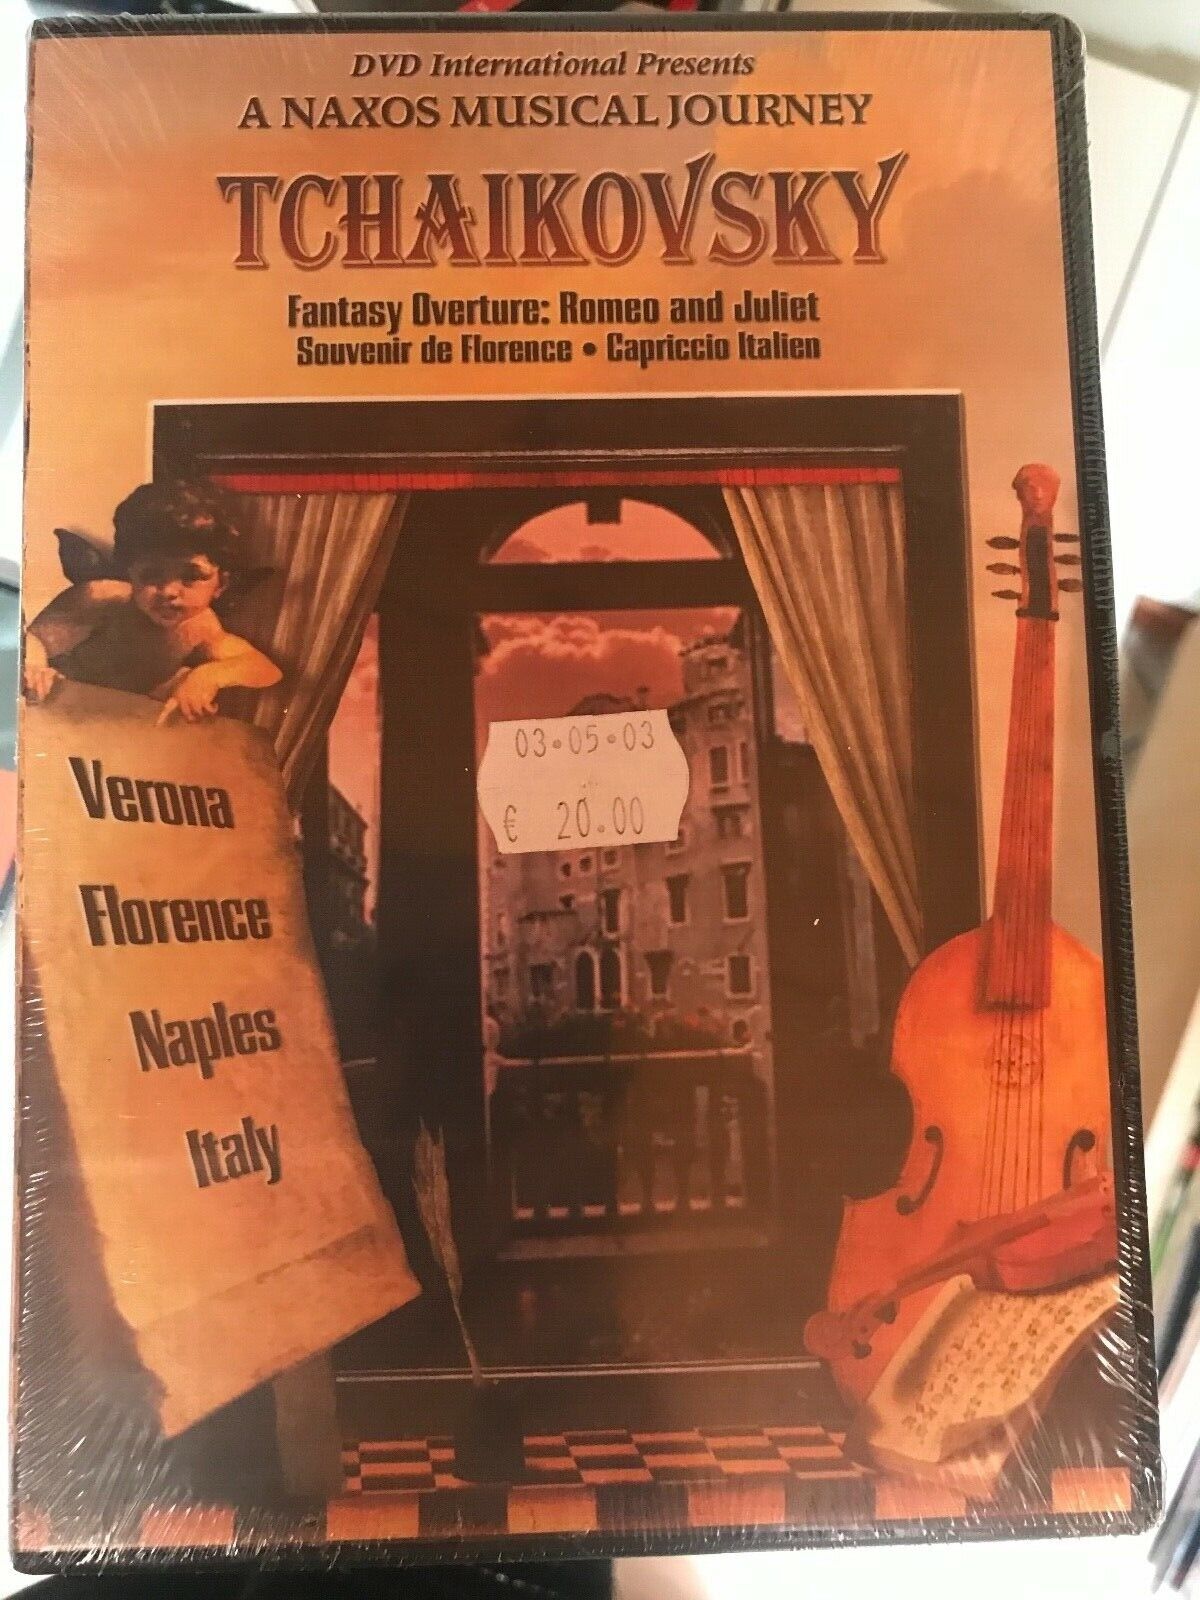 DVD International Presents
A NAXOS MUSICAL JOURNEY
TCHAIKOVSKY
Fantasy Overture: Romeo and Juliet
Souvenir de Florence • Capriccio Italien
03.05.03
€ 20.00
Verona
Florence
Naples
Italy